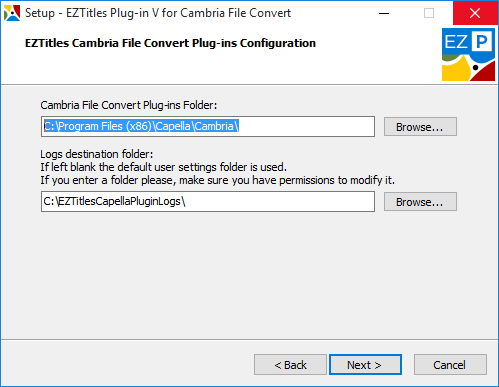 Setup - EZTitles Plug-in V for Cambria File Convert
EZTitles Cambria File Convert Plug-ins Configuration
EZ P
Cambria File Convert Plug-ins Folder:
C:\Program Files (x86)\Capella\Cambria\
Browse...
Logs destination folder:
If left blank the default user settings folder is used.
If you enter a folder please, make sure you have permissions to modify it.
C:\EZTitlesCapellaPluginLogs\
Browse...
< Back
Next >
Cancel